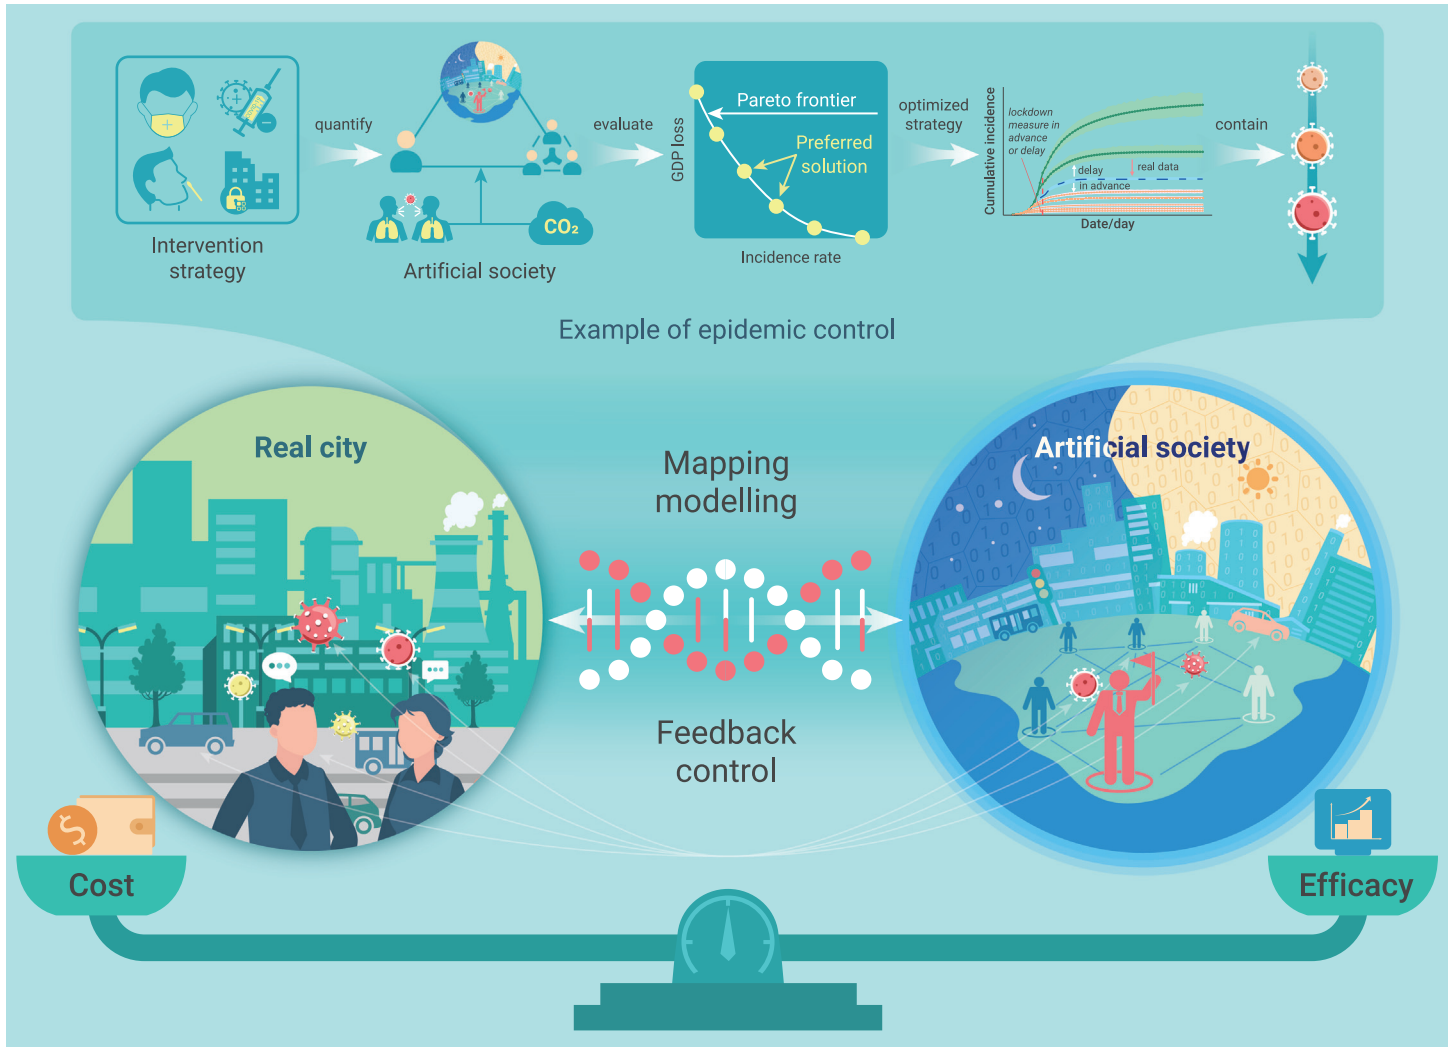 quantify
evaluate
optimized
strategy
contain
Intervention
strategy
CO₂
Artificial society
GDP loss
Pareto frontier
Preferred
solution
Incidence rate
Cumulative incidence
lockdown
measure in
advance
or delay
delay
real data
in advance
Date/day
Example of epidemic control
Real city
Mapping
modelling
Artificial society
Feedback
control
$
Cost
Efficacy